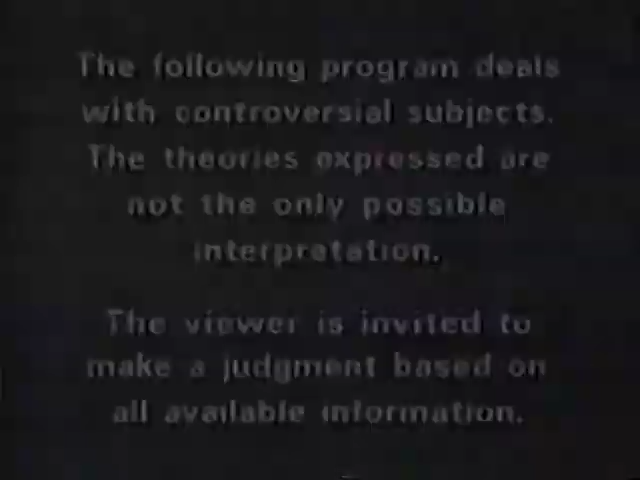 The following program deals
with controversial subjects.
The theories expressed are
not the only possible
interpretation.
The viewer is invited to
make a judgment based on
all available information.